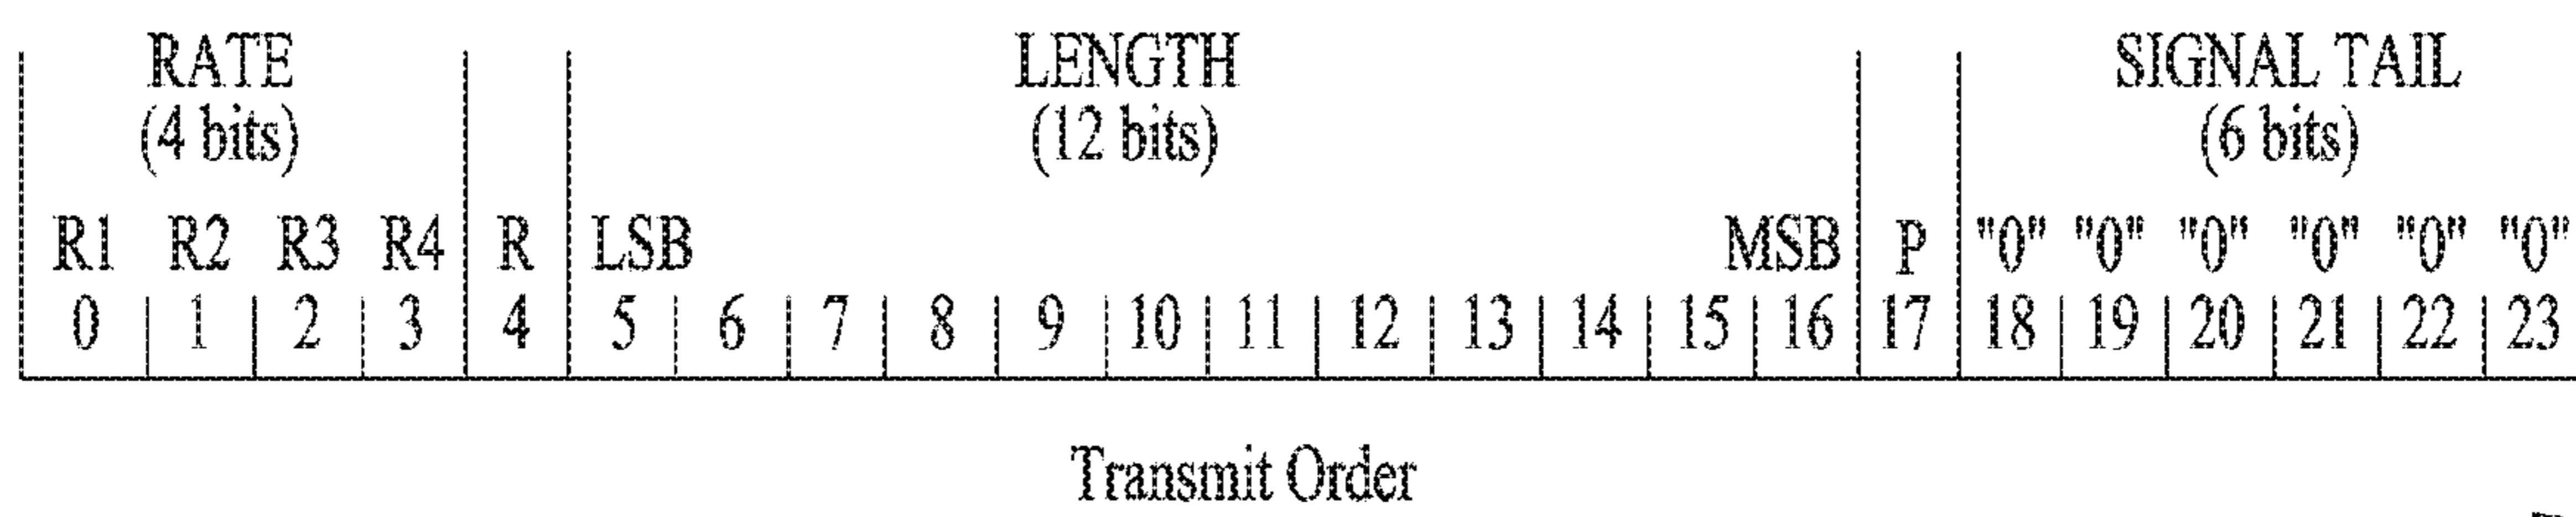 RATE LENGTH SIGNAL TAIL
(4 bits) (12 bits) (6 bits)
R1 R2 R3 R4 R LSB MSB P "0" "0" "0" "0" "0" "0"
0 1 2 3 4 5 6 7 8 9 10 11 12 13 14 15 16 17 18 19 20 21 22 23
Transmit Order